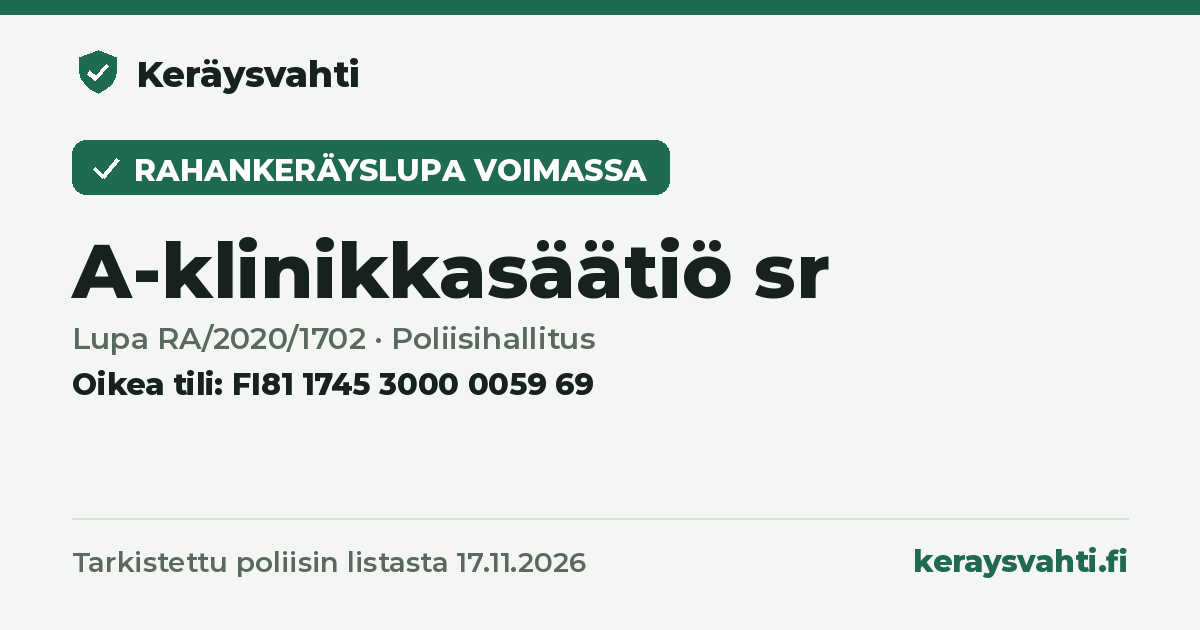 Keräysvahti
RAHANKERÄYSLUPA VOIMASSA
A-klinikkasäätiö sr
Lupa RA/2020/1702 · Poliisihallitus
Oikea tili: FI81 1745 3000 0059 69
Tarkistettu poliisin listasta 17.11.2026
keraysvahti.fi